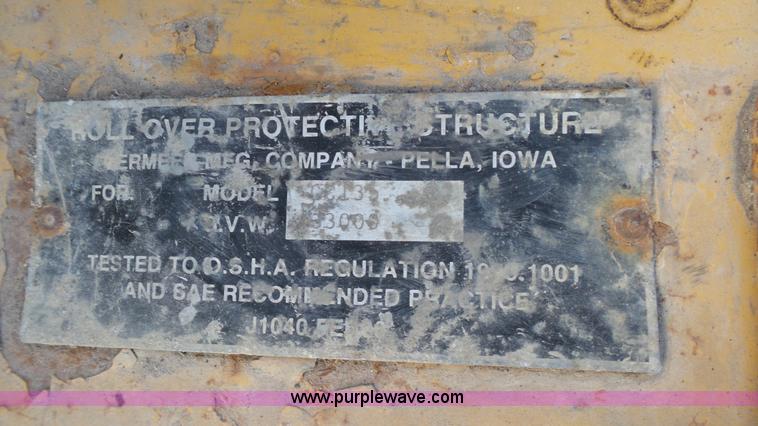 ROLL OVER PROTECTIVE STRUCTURE
VERMEER MFG. COMPANY - PELLA, IOWA
FOR MODEL
G.V.W.
TESTED TO O.S.H.A. REGULATION
AND SAE RECOMMENDED PRACTICE
J1040
www.purplewave.com